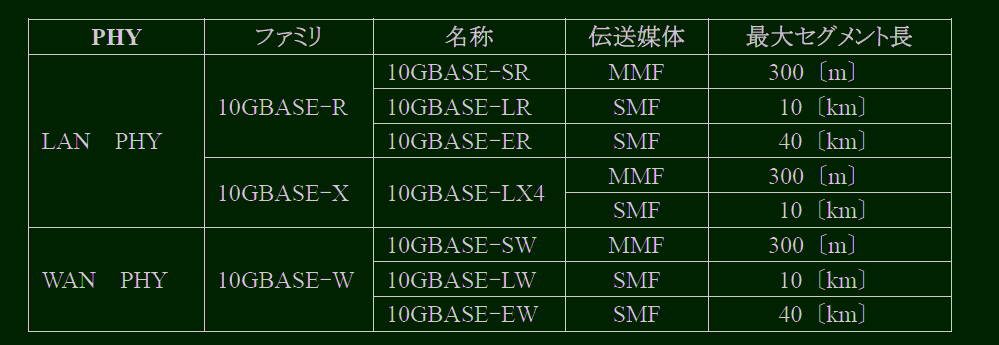 PHY ファミリ 名称 伝送媒体 最大セグメント長
LAN PHY 10GBASE-R 10GBASE-SR MMF 300〔m〕
10GBASE-LR SMF 10〔km〕
10GBASE-ER SMF 40〔km〕
10GBASE-X 10GBASE-LX4 MMF 300〔m〕
SMF 10〔km〕
WAN PHY 10GBASE-W 10GBASE-SW MMF 300〔m〕
10GBASE-LW SMF 10〔km〕
10GBASE-EW SMF 40〔km〕